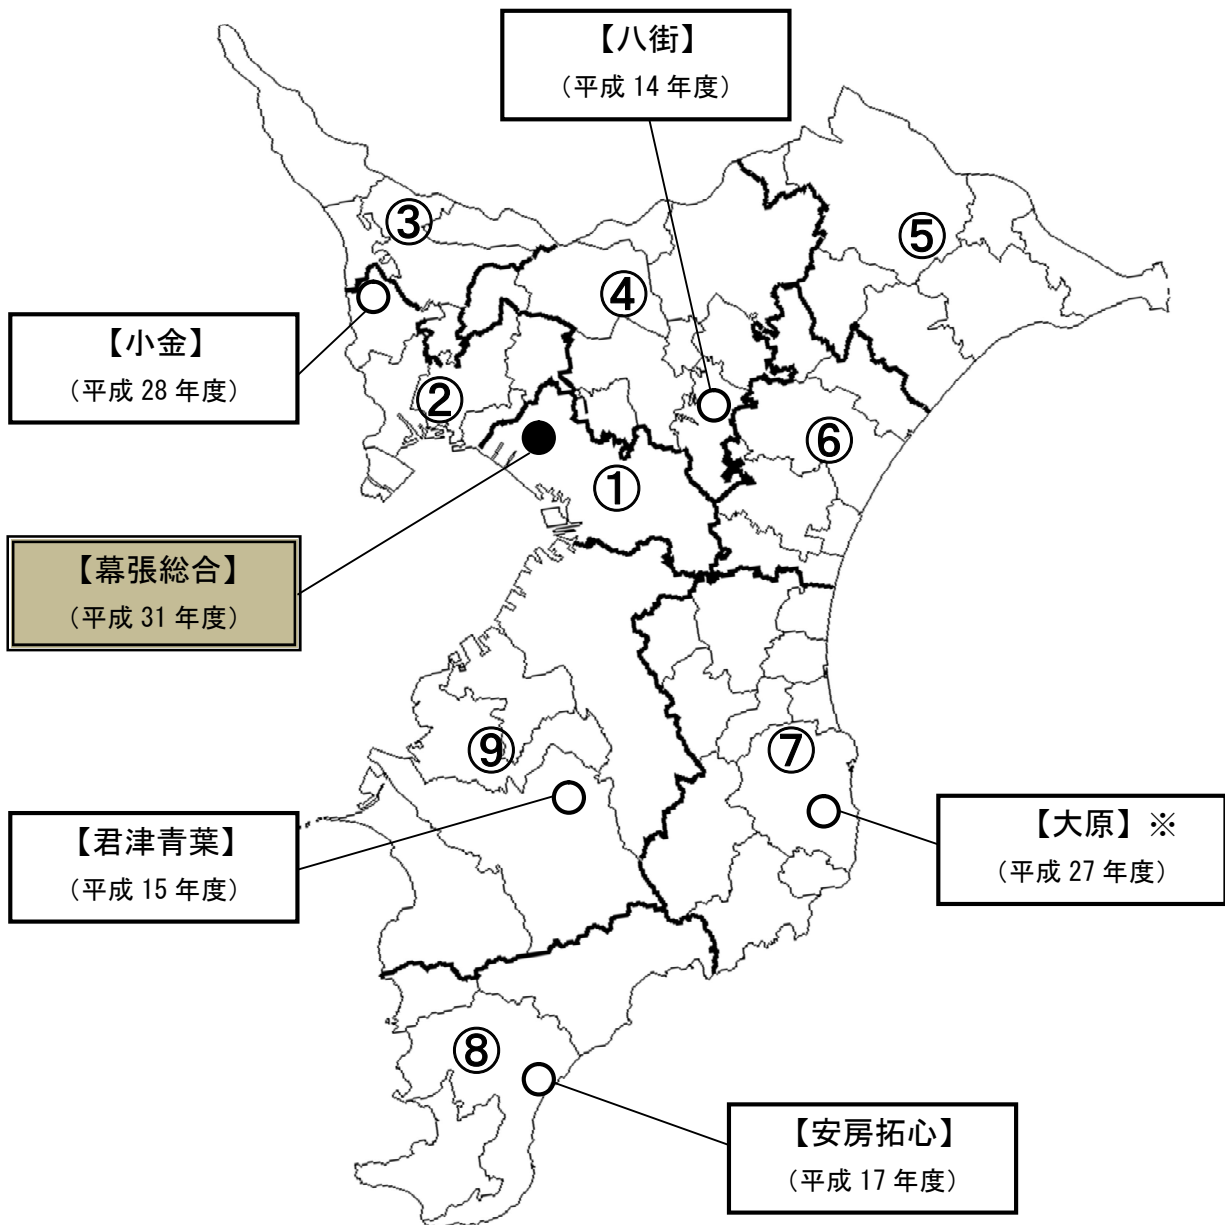 【八街】
（平成 14 年度）
③
⑤
④
【小金】
（平成 28 年度）
②
⑥
①
【幕張総合】
（平成 31 年度）
⑨
⑦
【君津青葉】
（平成 15 年度）
【大原】※
（平成 27 年度）
⑧
【安房拓心】
（平成 17 年度）